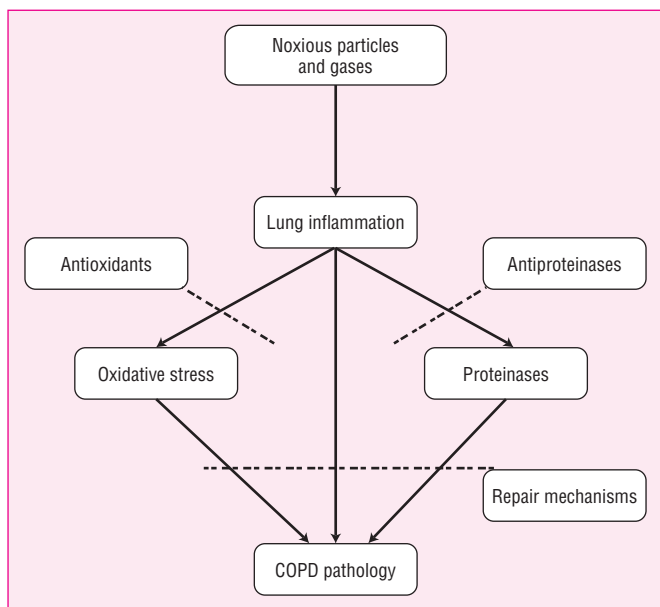 Noxious particles
and gases
Lung inflammation
Antioxidants
Antiproteinases
Oxidative stress
Proteinases
Repair mechanisms
COPD pathology